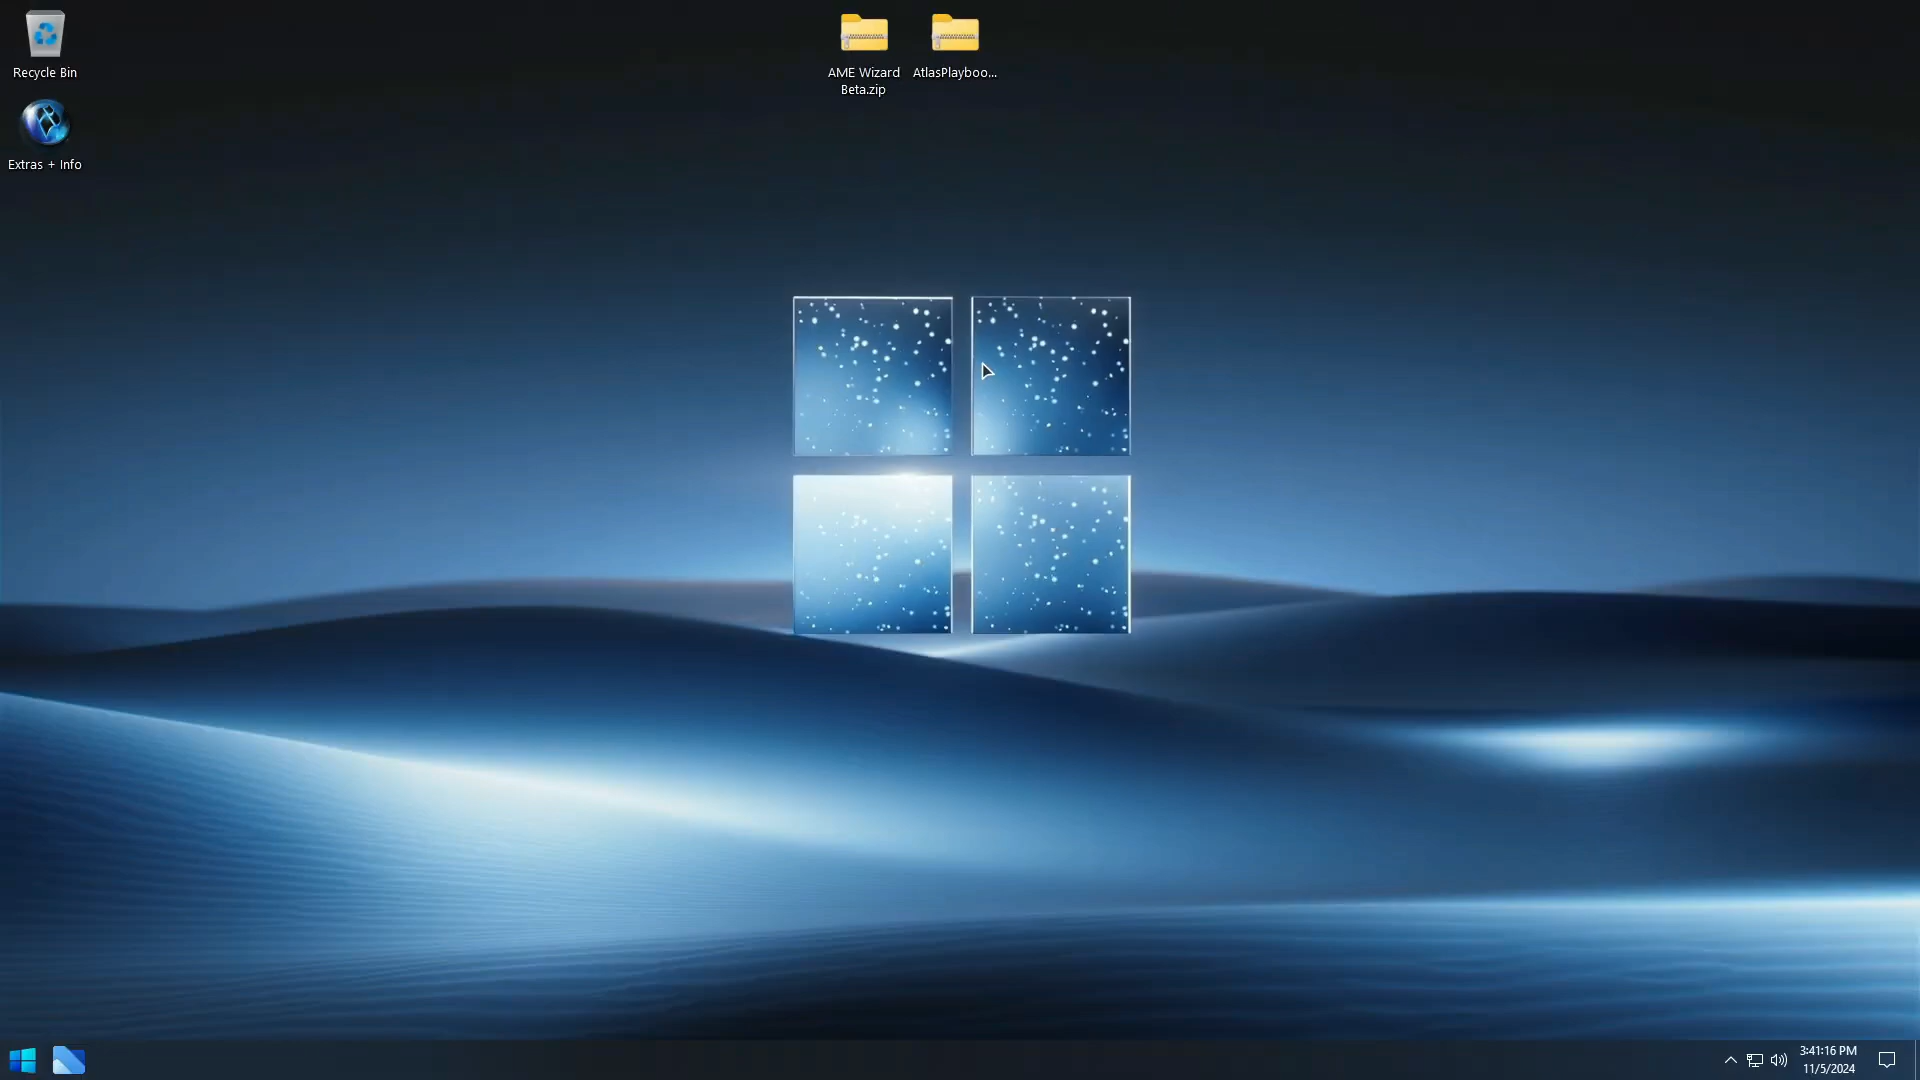 Recycle Bin
Extras + Info
AME Wizard
Beta.zip
AtlasPlayboo...
3:41:16 PM
11/5/2024